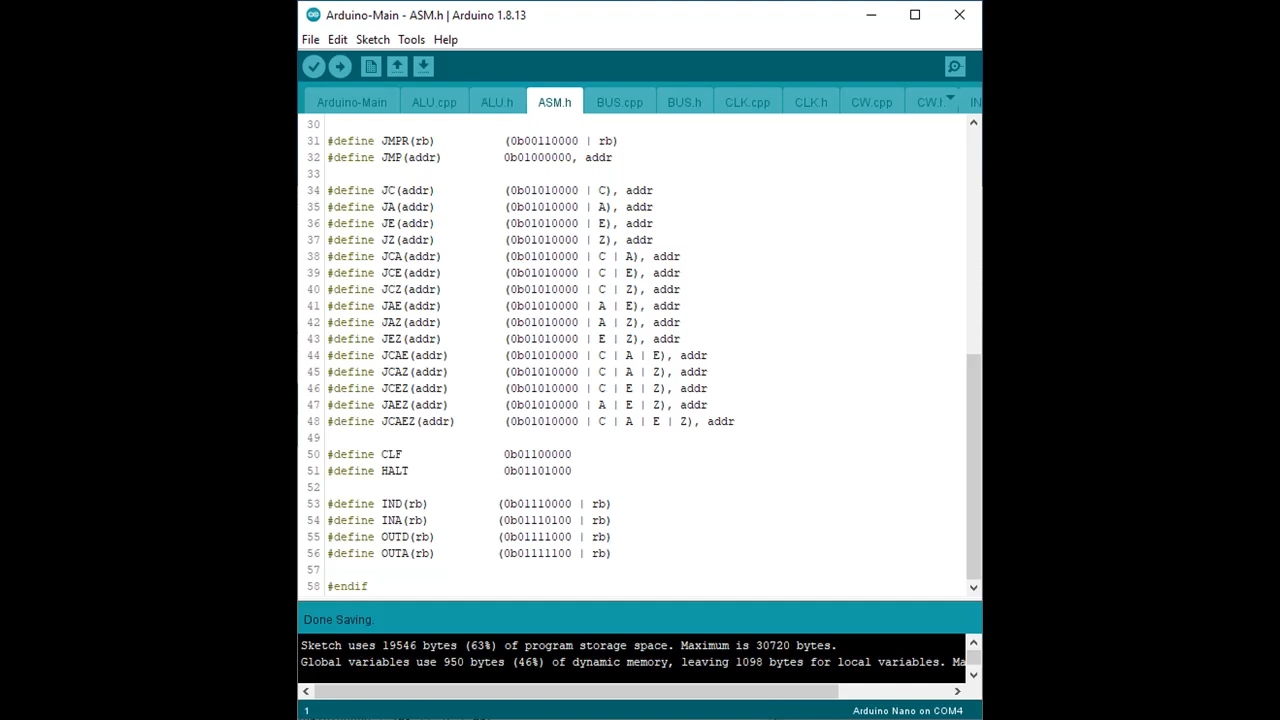 Arduino-Main - ASM.h | Arduino 1.8.13
File Edit Sketch Tools Help
Arduino-Main ALU.cpp ALU.h ASM.h BUS.cpp BUS.h CLK.cpp CLK.h CW.cpp CW.h IN
30
31 #define JMPR(rb) (0b00110000 | rb)
32 #define JMP(addr) 0b01000000, addr
33
34 #define JC(addr) (0b01010000 | C), addr
35 #define JA(addr) (0b01010000 | A), addr
36 #define JE(addr) (0b01010000 | E), addr
37 #define JZ(addr) (0b01010000 | Z), addr
38 #define JCA(addr) (0b01010000 | C | A), addr
39 #define JCE(addr) (0b01010000 | C | E), addr
40 #define JCZ(addr) (0b01010000 | C | Z), addr
41 #define JAE(addr) (0b01010000 | A | E), addr
42 #define JAZ(addr) (0b01010000 | A | Z), addr
43 #define JEZ(addr) (0b01010000 | E | Z), addr
44 #define JCAE(addr) (0b01010000 | C | A | E), addr
45 #define JCAZ(addr) (0b01010000 | C | A | Z), addr
46 #define JCEZ(addr) (0b01010000 | C | E | Z), addr
47 #define JAEZ(addr) (0b01010000 | A | E | Z), addr
48 #define JCAEZ(addr) (0b01010000 | C | A | E | Z), addr
49
50 #define CLF 0b01100000
51 #define HALT 0b01101000
52
53 #define IND(rb) (0b01110000 | rb)
54 #define INA(rb) (0b01110100 | rb)
55 #define OUTD(rb) (0b01111000 | rb)
56 #define OUTA(rb) (0b01111100 | rb)
57
58 #endif
Done Saving.
Sketch uses 19546 bytes (63%) of program storage space. Maximum is 30720 bytes.
Global variables use 950 bytes (46%) of dynamic memory, leaving 1098 bytes for local variables. Ma
1 Arduino Nano on COM4